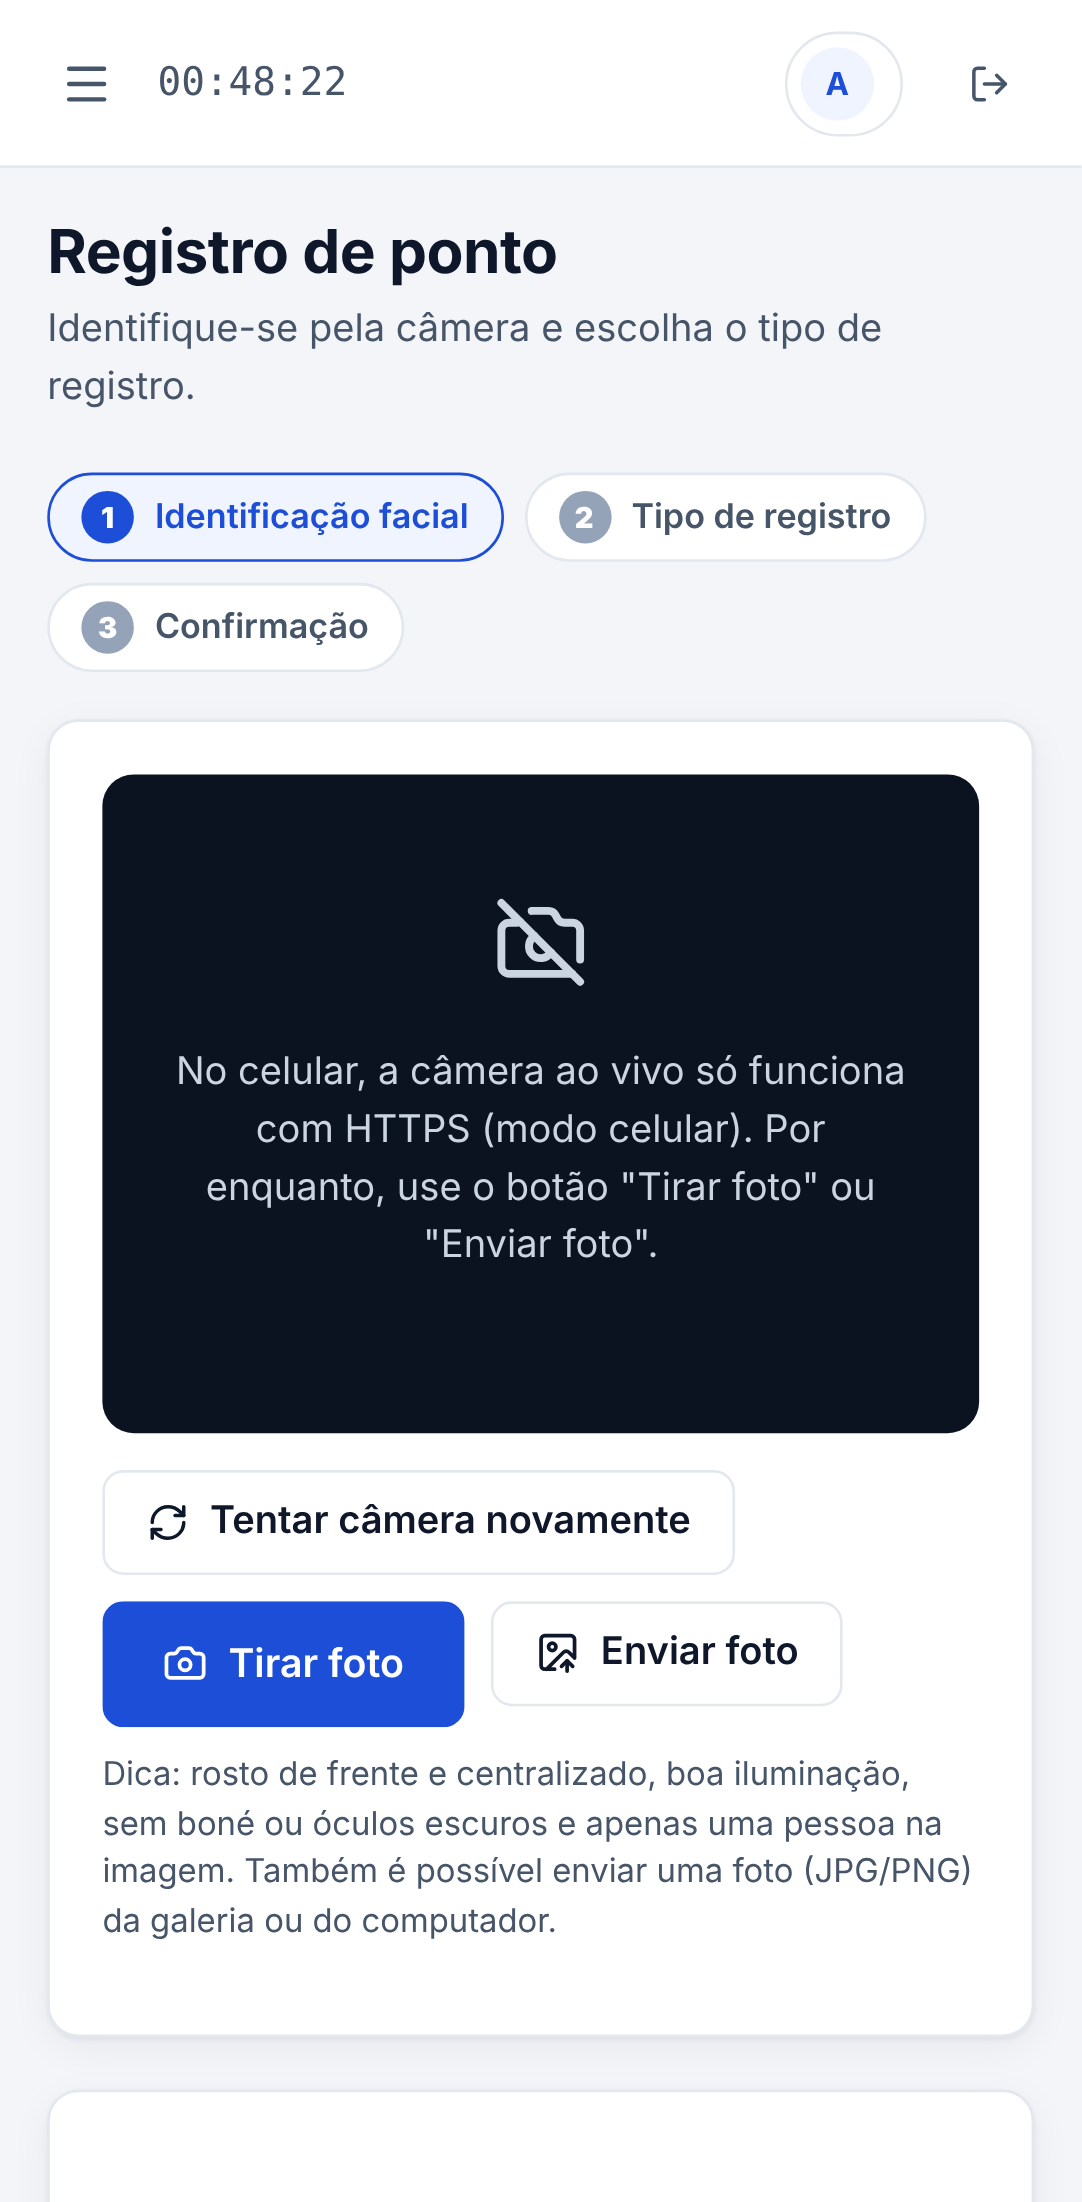 00:48:22
A
Registro de ponto
Identifique-se pela câmera e escolha o tipo de
registro.
1 Identificação facial
2 Tipo de registro
3 Confirmação
No celular, a câmera ao vivo só funciona
com HTTPS (modo celular). Por
enquanto, use o botão "Tirar foto" ou
"Enviar foto".
Tentar câmera novamente
Tirar foto
Enviar foto
Dica: rosto de frente e centralizado, boa iluminação,
sem boné ou óculos escuros e apenas uma pessoa na
imagem. Também é possível enviar uma foto (JPG/PNG)
da galeria ou do computador.